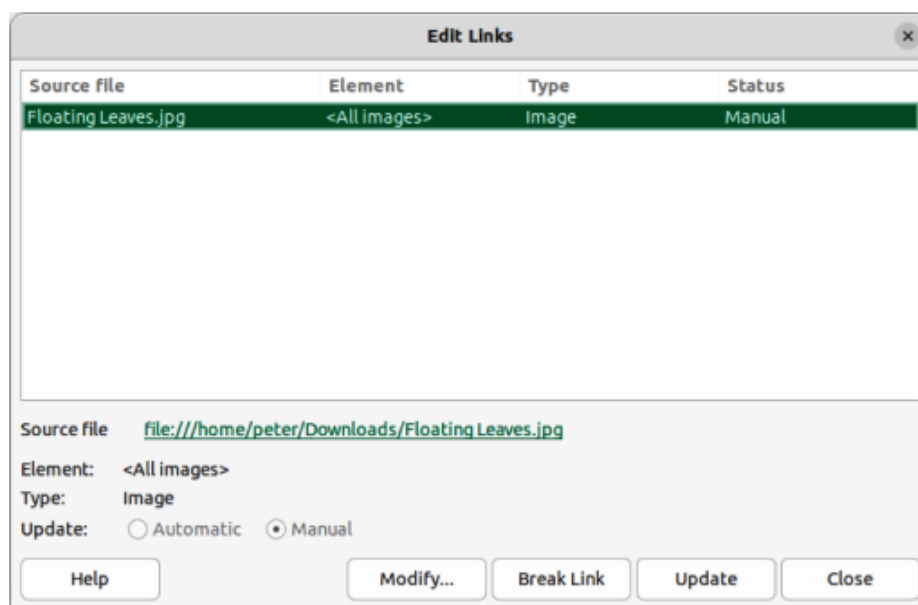 Edit Links
Source file Element Type Status
Floating Leaves.jpg <All images> Image Manual
Source file file:///home/peter/Downloads/Floating Leaves.jpg
Element: <All images>
Type: Image
Update: Automatic Manual
Help Modify... Break Link Update Close